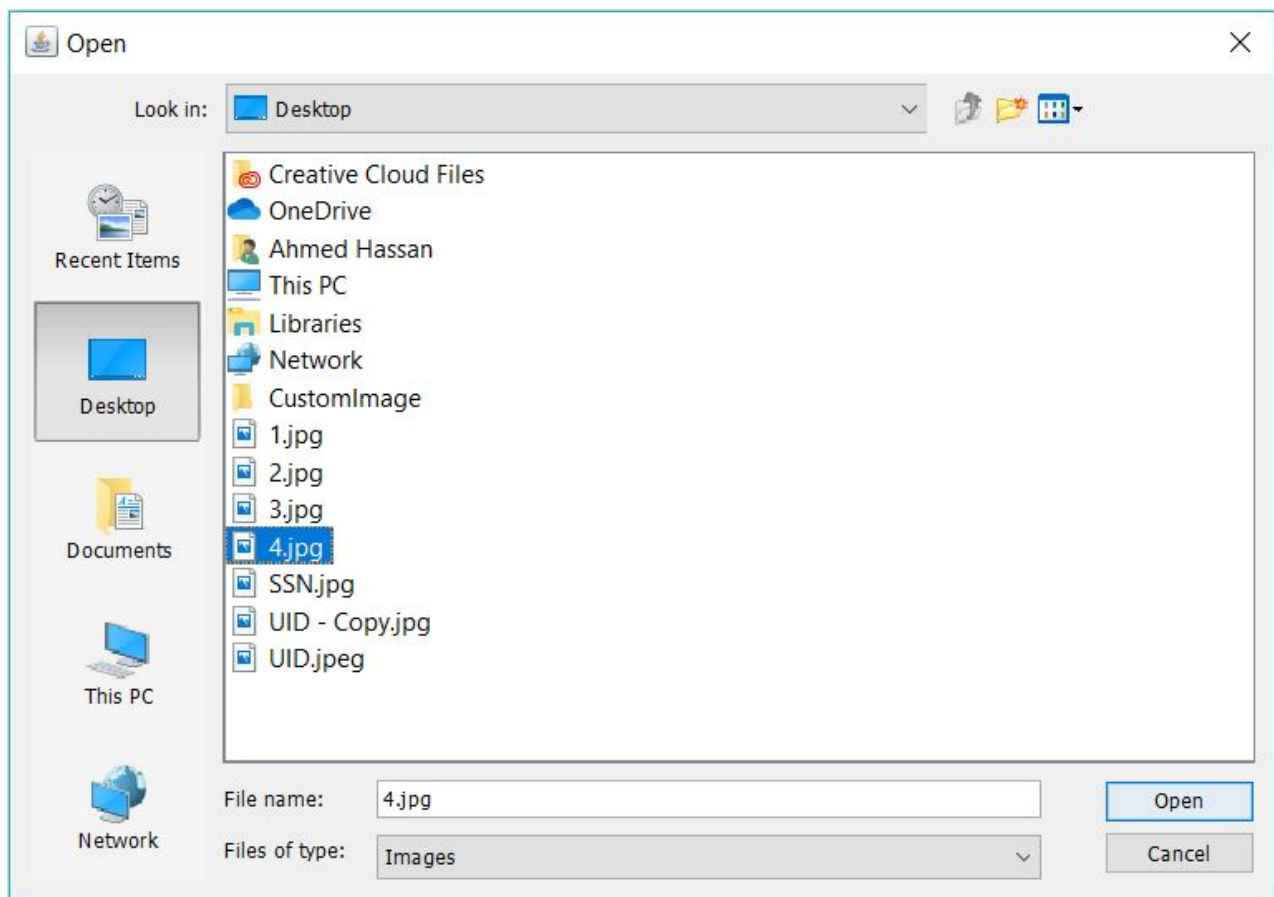 Open
Look in:
Desktop
Recent Items
Desktop
Documents
This PC
Network
Creative Cloud Files
OneDrive
Ahmed Hassan
This PC
Libraries
Network
CustomImage
1.jpg
2.jpg
3.jpg
4.jpg
SSN.jpg
UID - Copy.jpg
UID.jpeg
File name:
4.jpg
Open
Files of type:
Images
Cancel